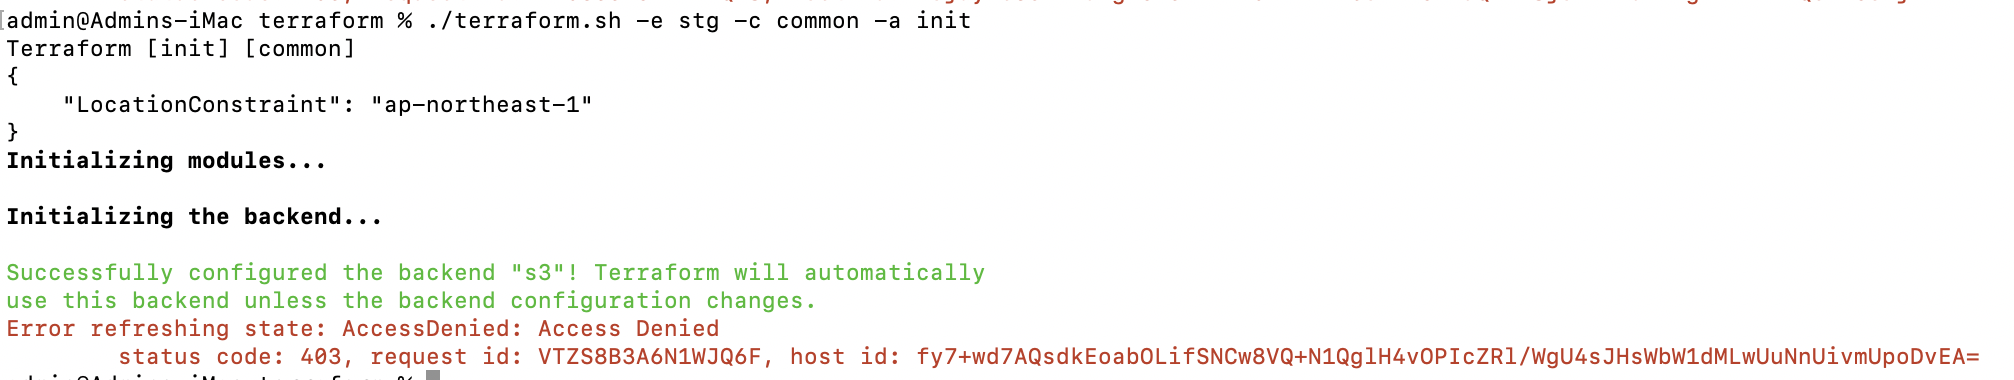 admin@Admins-iMac terraform % ./terraform.sh -e stg -c common -a init
Terraform [init] [common]
{
    "LocationConstraint": "ap-northeast-1"
}
Initializing modules...
Initializing the backend...
Successfully configured the backend "s3"! Terraform will automatically
use this backend unless the backend configuration changes.
Error refreshing state: AccessDenied: Access Denied
        status code: 403, request id: VTZS8B3A6N1WJQ6F, host id: fy7+wd7AQsdkEoabOLifSNCw8VQ+N1QglH4vOPIcZRl/WgU4sJHsWbW1dMLwUuNnUivmUpoDvEA=